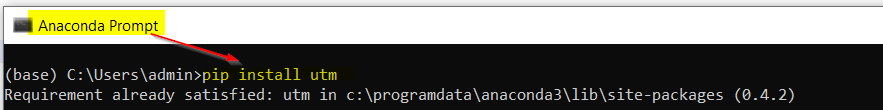 Anaconda Prompt
(base) C:\Users\admin>pip install utm
Requirement already satisfied: utm in c:\programdata\anaconda3\lib\site-packages (0.4.2)